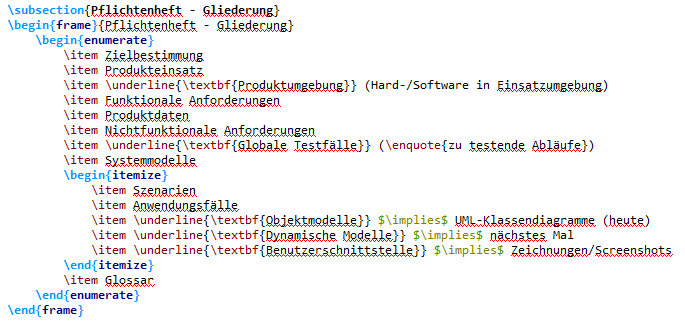 \subsection{Pflichtenheft - Gliederung}
\begin{frame}{Pflichtenheft - Gliederung}
\begin{enumerate}
\item Zielbestimmung
\item Produkteinsatz
\item \underline{\textbf{Produktumgebung}} (Hard-/Software in Einsatzumgebung)
\item Funktionale Anforderungen
\item Produktdaten
\item Nichtfunktionale Anforderungen
\item \underline{\textbf{Globale Testfälle}} (\enquote{zu testende Abläufe})
\item Systemmodelle
\begin{itemize}
\item Szenarien
\item Anwendungsfälle
\item \underline{\textbf{Objektmodelle}} $\implies$ UML-Klassendiagramme (heute)
\item \underline{\textbf{Dynamische Modelle}} $\implies$ nächstes Mal
\item \underline{\textbf{Benutzerschnittstelle}} $\implies$ Zeichnungen/Screenshots
\end{itemize}
\item Glossar
\end{enumerate}
\end{frame}